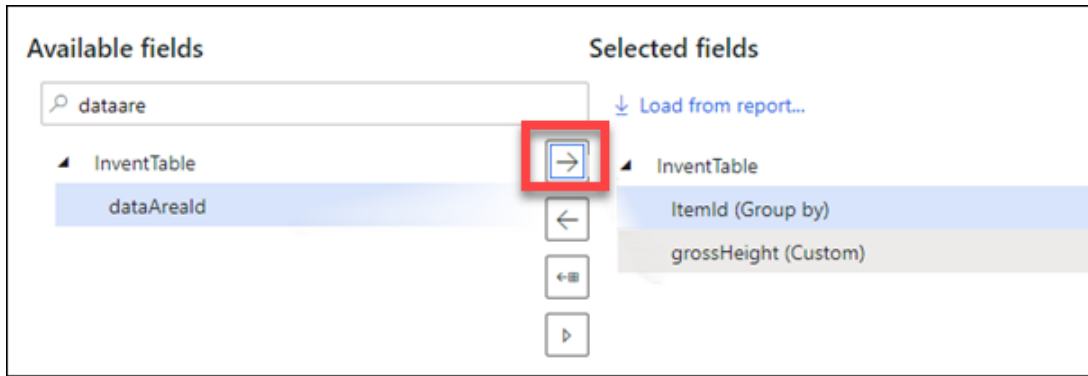 Available fields
Selected fields
dataare
Load from report...
InventTable
InventTable
dataAreaId
ItemId (Group by)
grossHeight (Custom)